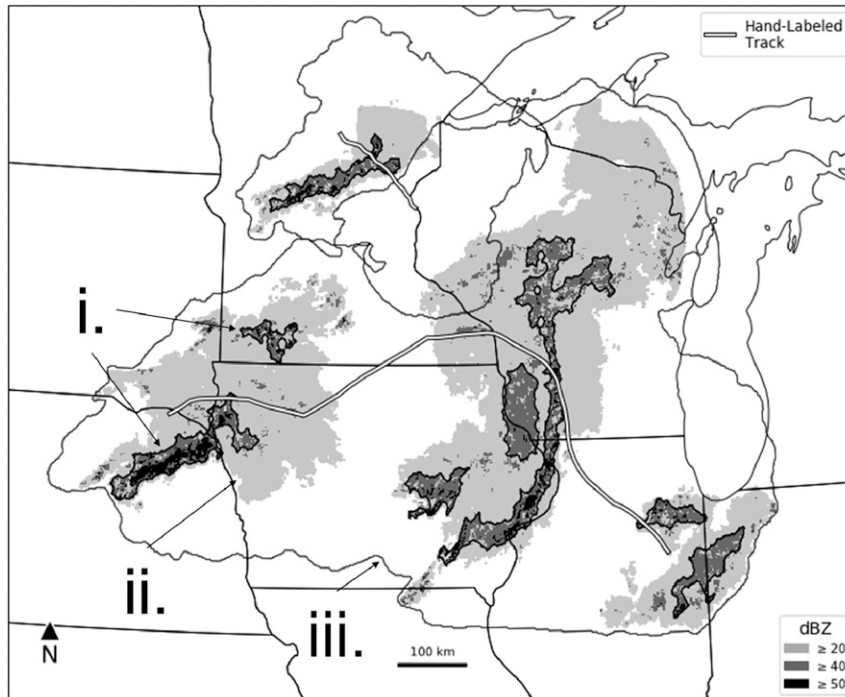 Hand-Labeled
Track
i.
ii.
iii.
N
100 km
dBZ
≥ 20
≥ 40
≥ 50